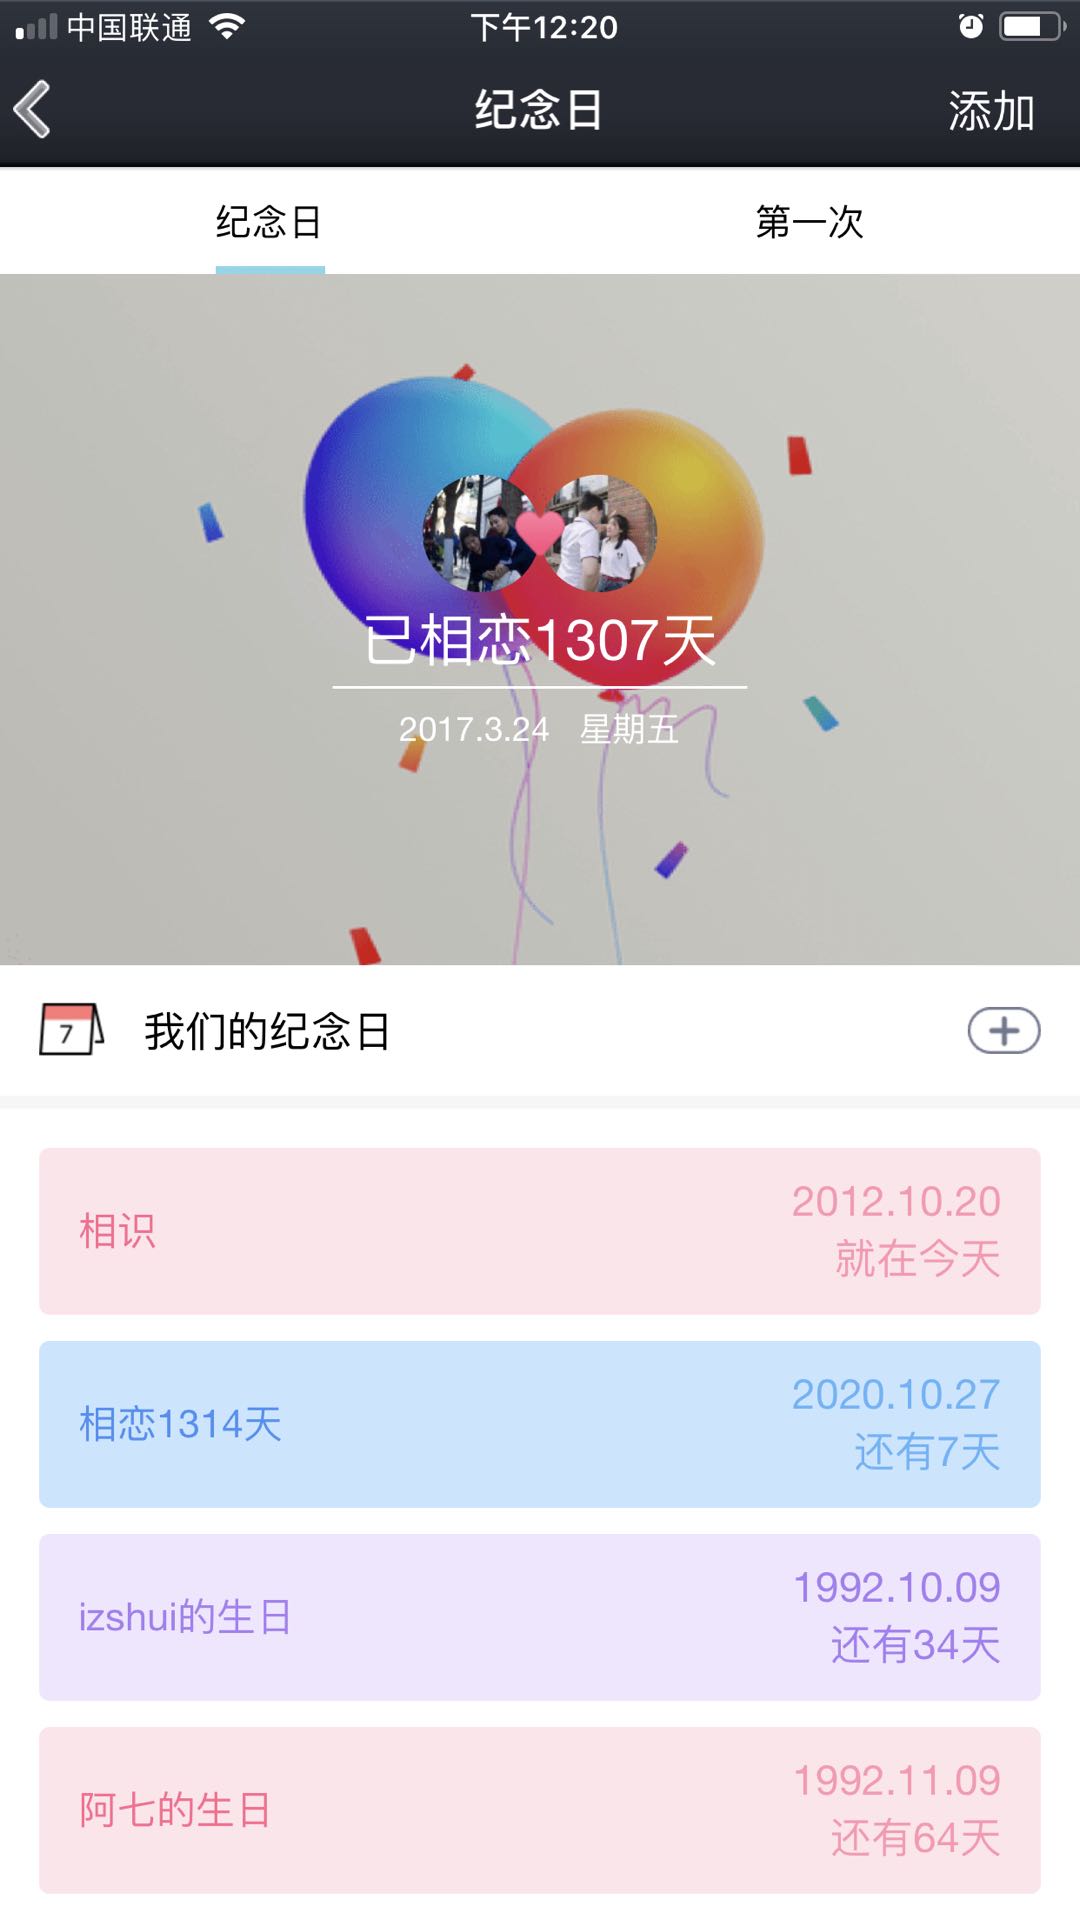 中国联通
下午12:20
纪念日
添加
纪念日
第一次
已相恋1307天
2017.3.24 星期五
7
我们的纪念日
相识
2012.10.20
就在今天
相恋1314天
2020.10.27
还有7天
izshui的生日
1992.10.09
还有34天
阿七的生日
1992.11.09
还有64天